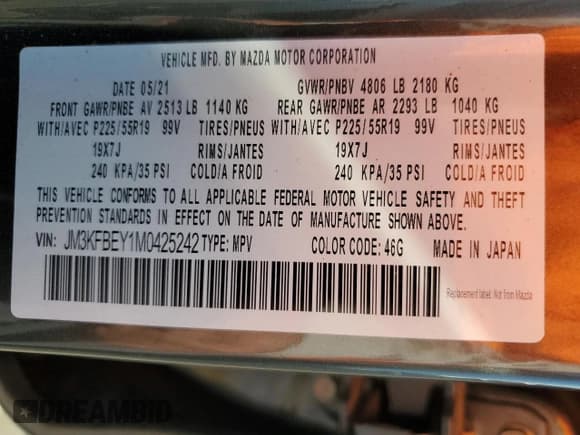 VEHICLE MFD. BY MAZDA MOTOR CORPORATION
DATE 05/21 GVWR/PNBV 4806 LB 2180 KG
FRONT GAWR/PNBE AV 2513 LB 1140 KG REAR GAWR/PNBE AR 2293 LB 1040 KG
WITH/AVEC P225/55R19 99V TIRES/PNEUS WITH/AVEC P225/55R19 99V TIRES/PNEUS
19X7J RIMS/JANTES 19X7J RIMS/JANTES
240 KPA/35 PSI COLD/A FROID 240 KPA/35 PSI COLD/A FROID
THIS VEHICLE CONFORMS TO ALL APPLICABLE FEDERAL MOTOR VEHICLE SAFETY AND THEFT
PREVENTION STANDARDS IN EFFECT ON THE DATE OF MANUFACTURE SHOWN ABOVE.
VIN: JM3KFBEY1M0425242 TYPE: MPV COLOR CODE: 46G MADE IN JAPAN
Replacement label. Not from Mazda
DREAMBID